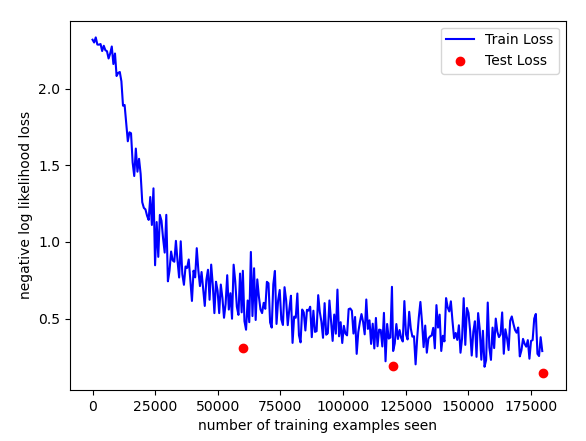 Train Loss
Test Loss
negative log likelihood loss
2.0
1.5
1.0
0.5
0 25000 50000 75000 100000 125000 150000 175000
number of training examples seen